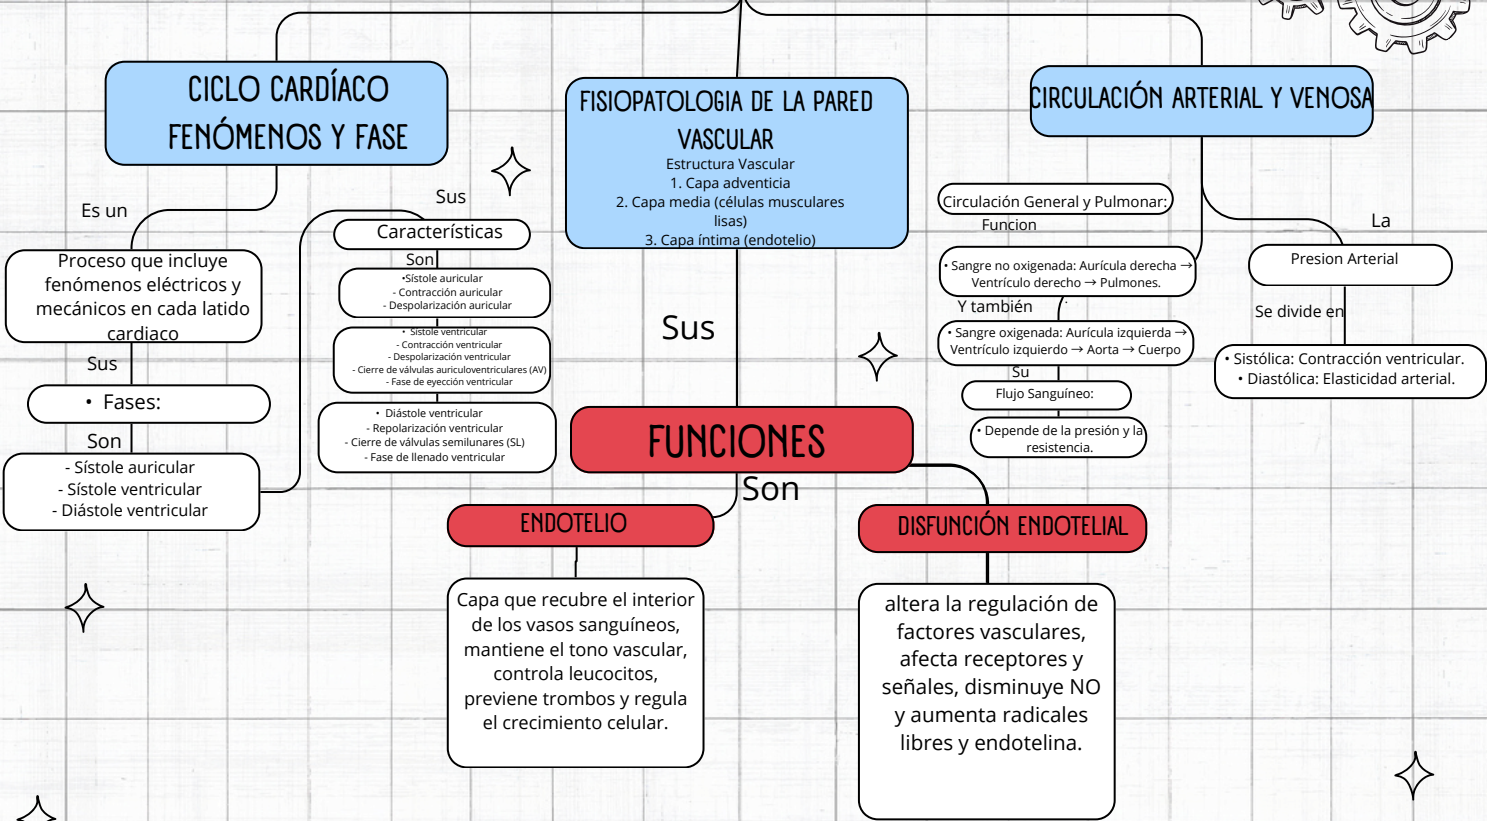 CICLO CARDÍACO
FENÓMENOS Y FASE
Es un
Proceso que incluye
fenómenos eléctricos y
mecánicos en cada latido
cardiaco
Sus
• Fases:
Son
- Sístole auricular
- Sístole ventricular
- Diástole ventricular
Sus
Características
Son
•Sístole auricular
- Contracción auricular
- Despolarización auricular
• Sistole ventricular
- Contracción ventricular
- Despolarización ventricular
- Cierre de válvulas auriculoventriculares (AV)
- Fase de eyección ventricular
• Diástole ventricular
- Repolarización ventricular
- Cierre de válvulas semilunares (SL)
- Fase de llenado ventricular
FISIOPATOLOGIA DE LA PARED
VASCULAR
Estructura Vascular
1. Capa adventicia
2. Capa media (células musculares
lisas)
3. Capa íntima (endotelio)
Sus
FUNCIONES
Son
ENDOTELIO
Capa que recubre el interior
de los vasos sanguíneos,
mantiene el tono vascular,
controla leucocitos,
previene trombos y regula
el crecimiento celular.
DISFUNCIÓN ENDOTELIAL
altera la regulación de
factores vasculares,
afecta receptores y
señales, disminuye NO
y aumenta radicales
libres y endotelina.
CIRCULACIÓN ARTERIAL Y VENOSA
Circulación General y Pulmonar:
Funcion
• Sangre no oxigenada: Aurícula derecha →
Ventrículo derecho → Pulmones.
Y también
• Sangre oxigenada: Aurícula izquierda →
Ventrículo izquierdo → Aorta → Cuerpo
.
Su
Flujo Sanguíneo:
• Depende de la presión y la
resistencia.
La
Presion Arterial
Se divide en
• Sistólica: Contracción ventricular.
• Diastólica: Elasticidad arterial.